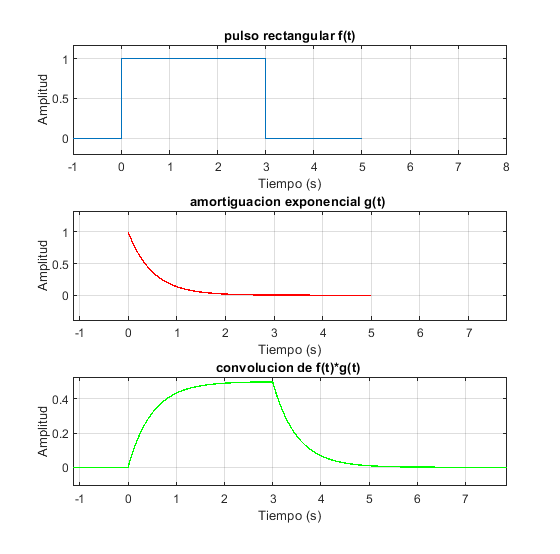 pulso rectangular f(t)
Amplitud
1
0.5
0
-1 0 1 2 3 4 5 6 7 8
Tiempo (s)
amortiguacion exponencial g(t)
Amplitud
1
0.5
0
-1 0 1 2 3 4 5 6 7
Tiempo (s)
convolucion de f(t)*g(t)
Amplitud
0.4
0.2
0
-1 0 1 2 3 4 5 6 7
Tiempo (s)